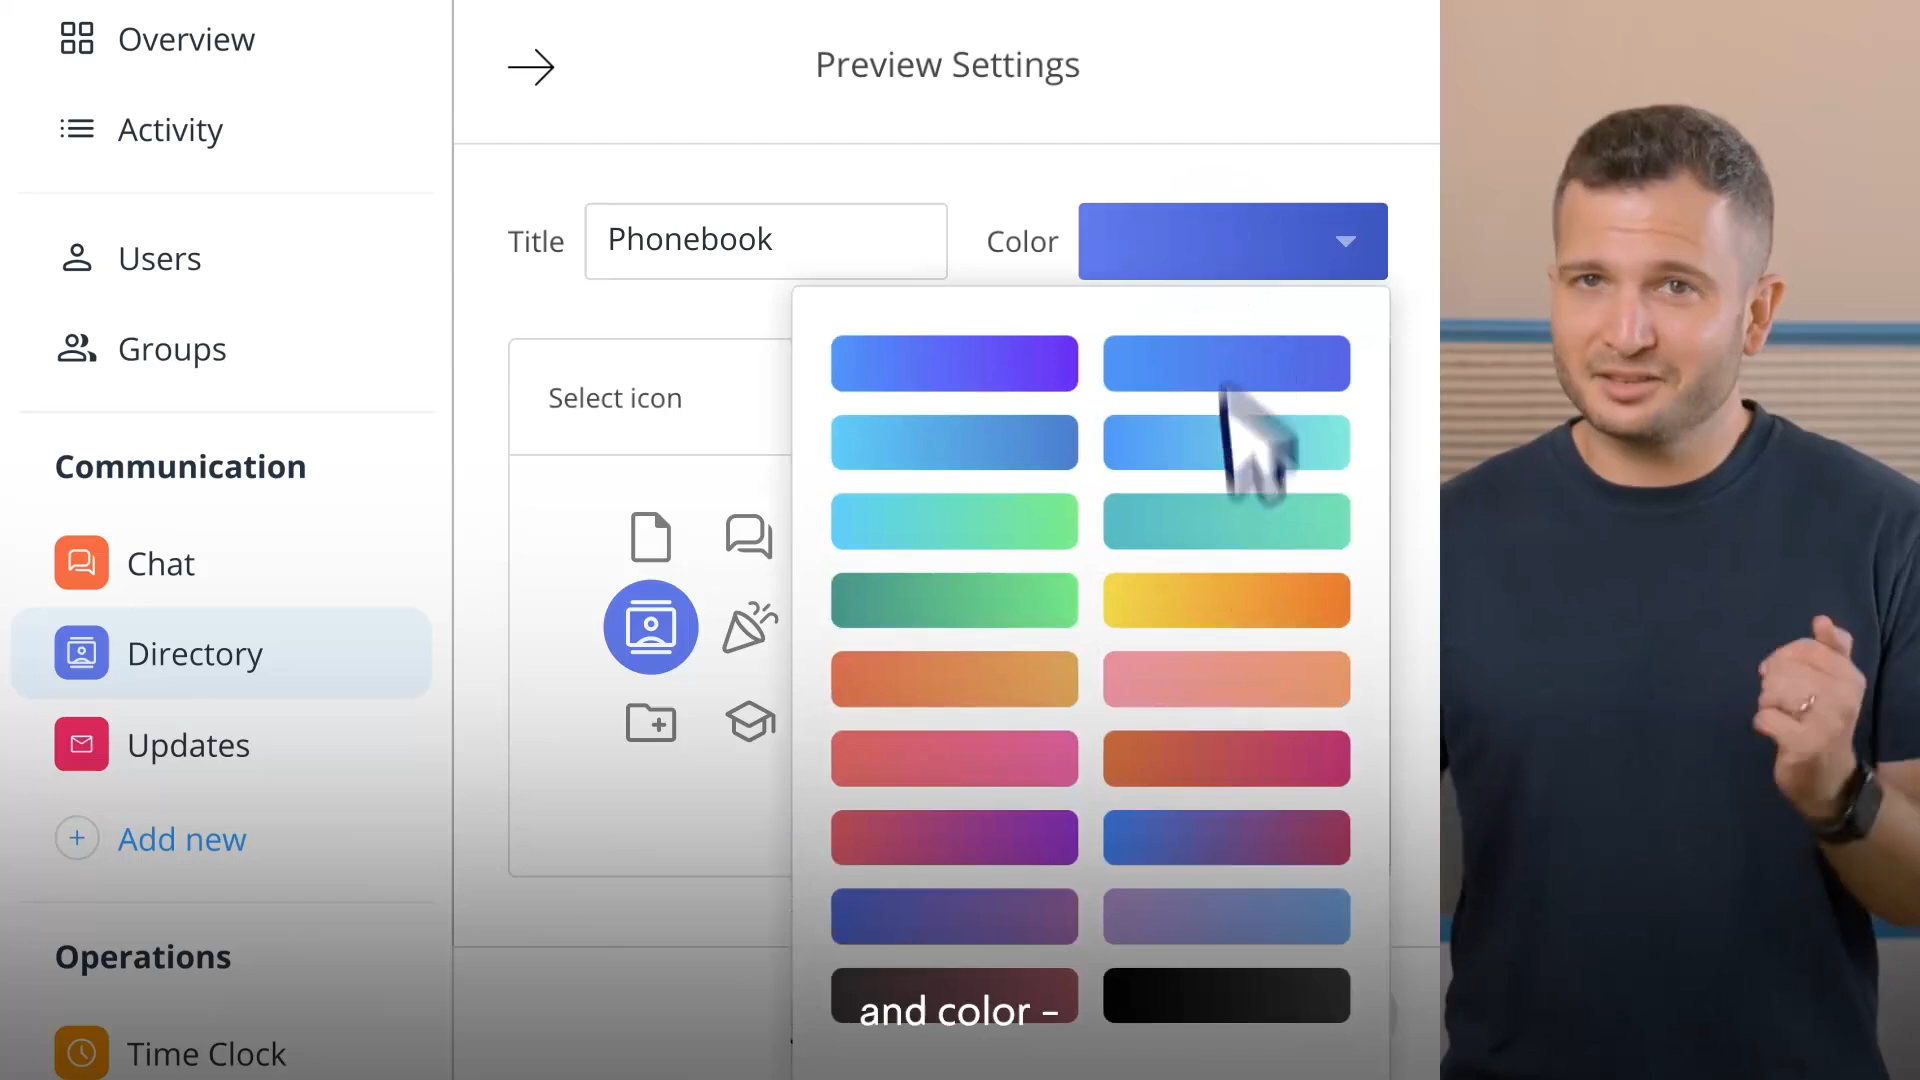 Overview
Activity
Users
Groups
Communication
Chat
Directory
Updates
Add new
Operations
Time Clock
Preview Settings
Title
Phonebook
Color
Select icon
and color -